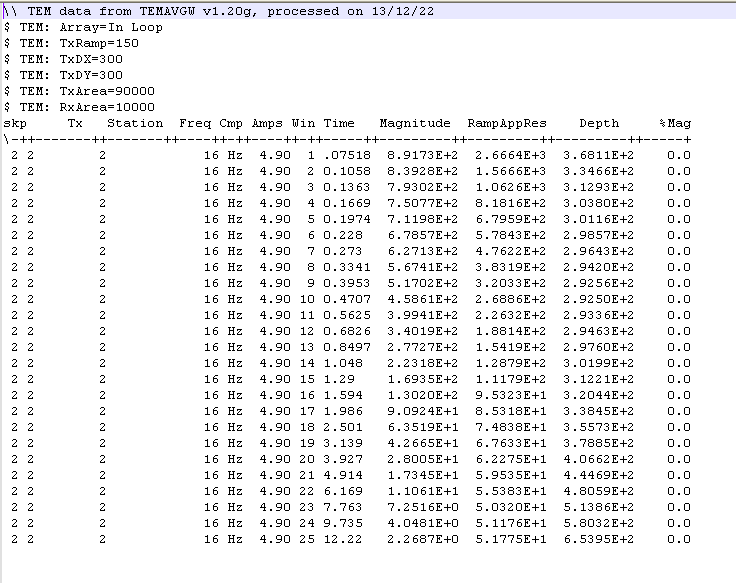 \\ TEM data from TEMAVGW v1.20g, processed on 13/12/22
$ TEM: Array=In Loop
$ TEM: TxRamp=150
$ TEM: TxDX=300
$ TEM: TxDY=300
$ TEM: TxArea=90000
$ TEM: RxArea=10000
skp Tx Station Freq Cmp Amps Win Time Magnitude RampAppRes Depth %Mag
\-++-------+--------++-----++---++-----++--++-------++----------++---------++----------++------+
2 2 2 16 Hz 4.90 1 .07518 8.9173E+2 2.6664E+3 3.6811E+2 0.0
2 2 2 16 Hz 4.90 2 0.1058 8.3928E+2 1.5666E+3 3.3466E+2 0.0
2 2 2 16 Hz 4.90 3 0.1363 7.9302E+2 1.0626E+3 3.1293E+2 0.0
2 2 2 16 Hz 4.90 4 0.1669 7.5077E+2 8.1816E+2 3.0380E+2 0.0
2 2 2 16 Hz 4.90 5 0.1974 7.1198E+2 6.7959E+2 3.0116E+2 0.0
2 2 2 16 Hz 4.90 6 0.228 6.7857E+2 5.7843E+2 2.9857E+2 0.0
2 2 2 16 Hz 4.90 7 0.273 6.2713E+2 4.7622E+2 2.9643E+2 0.0
2 2 2 16 Hz 4.90 8 0.3341 5.6741E+2 3.8319E+2 2.9420E+2 0.0
2 2 2 16 Hz 4.90 9 0.3953 5.1702E+2 3.2033E+2 2.9256E+2 0.0
2 2 2 16 Hz 4.90 10 0.4707 4.5861E+2 2.6886E+2 2.9250E+2 0.0
2 2 2 16 Hz 4.90 11 0.5625 3.9941E+2 2.2632E+2 2.9336E+2 0.0
2 2 2 16 Hz 4.90 12 0.6826 3.4019E+2 1.8814E+2 2.9463E+2 0.0
2 2 2 16 Hz 4.90 13 0.8497 2.7727E+2 1.5419E+2 2.9760E+2 0.0
2 2 2 16 Hz 4.90 14 1.048 2.2318E+2 1.2879E+2 3.0199E+2 0.0
2 2 2 16 Hz 4.90 15 1.29 1.6935E+2 1.1179E+2 3.1221E+2 0.0
2 2 2 16 Hz 4.90 16 1.594 1.3020E+2 9.5323E+1 3.2044E+2 0.0
2 2 2 16 Hz 4.90 17 1.986 9.0924E+1 8.5318E+1 3.3845E+2 0.0
2 2 2 16 Hz 4.90 18 2.501 6.3519E+1 7.4838E+1 3.5573E+2 0.0
2 2 2 16 Hz 4.90 19 3.139 4.2665E+1 6.7633E+1 3.7885E+2 0.0
2 2 2 16 Hz 4.90 20 3.927 2.8005E+1 6.2275E+1 4.0662E+2 0.0
2 2 2 16 Hz 4.90 21 4.914 1.7345E+1 5.9535E+1 4.4469E+2 0.0
2 2 2 16 Hz 4.90 22 6.169 1.1061E+1 5.5383E+1 4.8059E+2 0.0
2 2 2 16 Hz 4.90 23 7.763 7.2516E+0 5.0320E+1 5.1386E+2 0.0
2 2 2 16 Hz 4.90 24 9.735 4.0481E+0 5.1176E+1 5.8032E+2 0.0
2 2 2 16 Hz 4.90 25 12.22 2.2687E+0 5.1775E+1 6.5395E+2 0.0